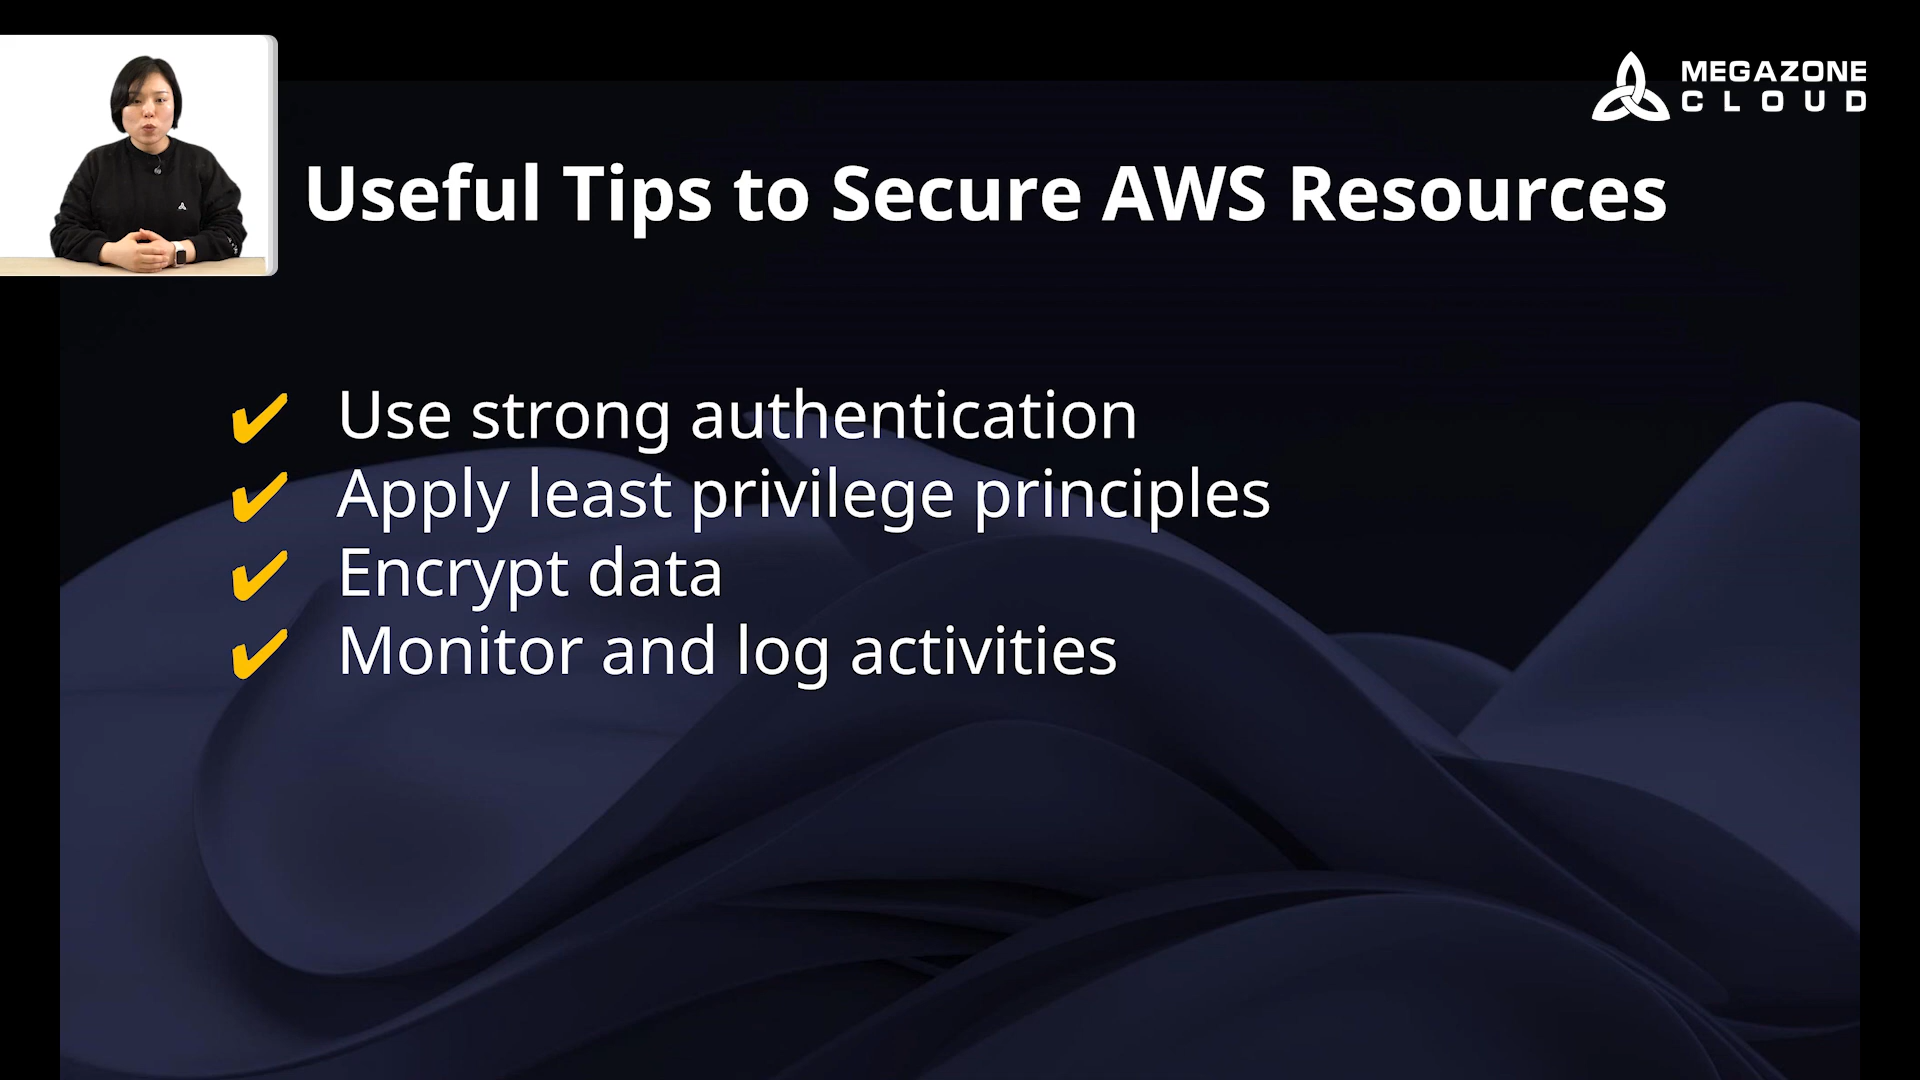 MEGAZONE
CLOUD
Useful Tips to Secure AWS Resources
✔ Use strong authentication
✔ Apply least privilege principles
✔ Encrypt data
✔ Monitor and log activities